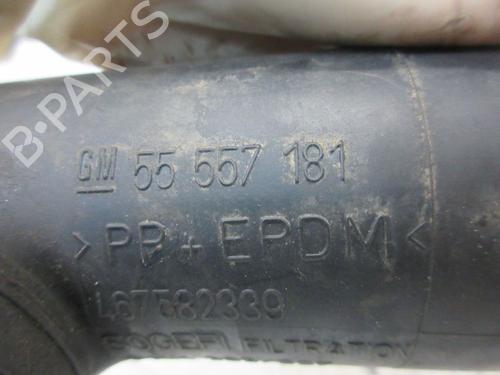 B-PARTS
GM 55 557 181
>PP+EPDM<
467582339
SOGEFI FILTRATION